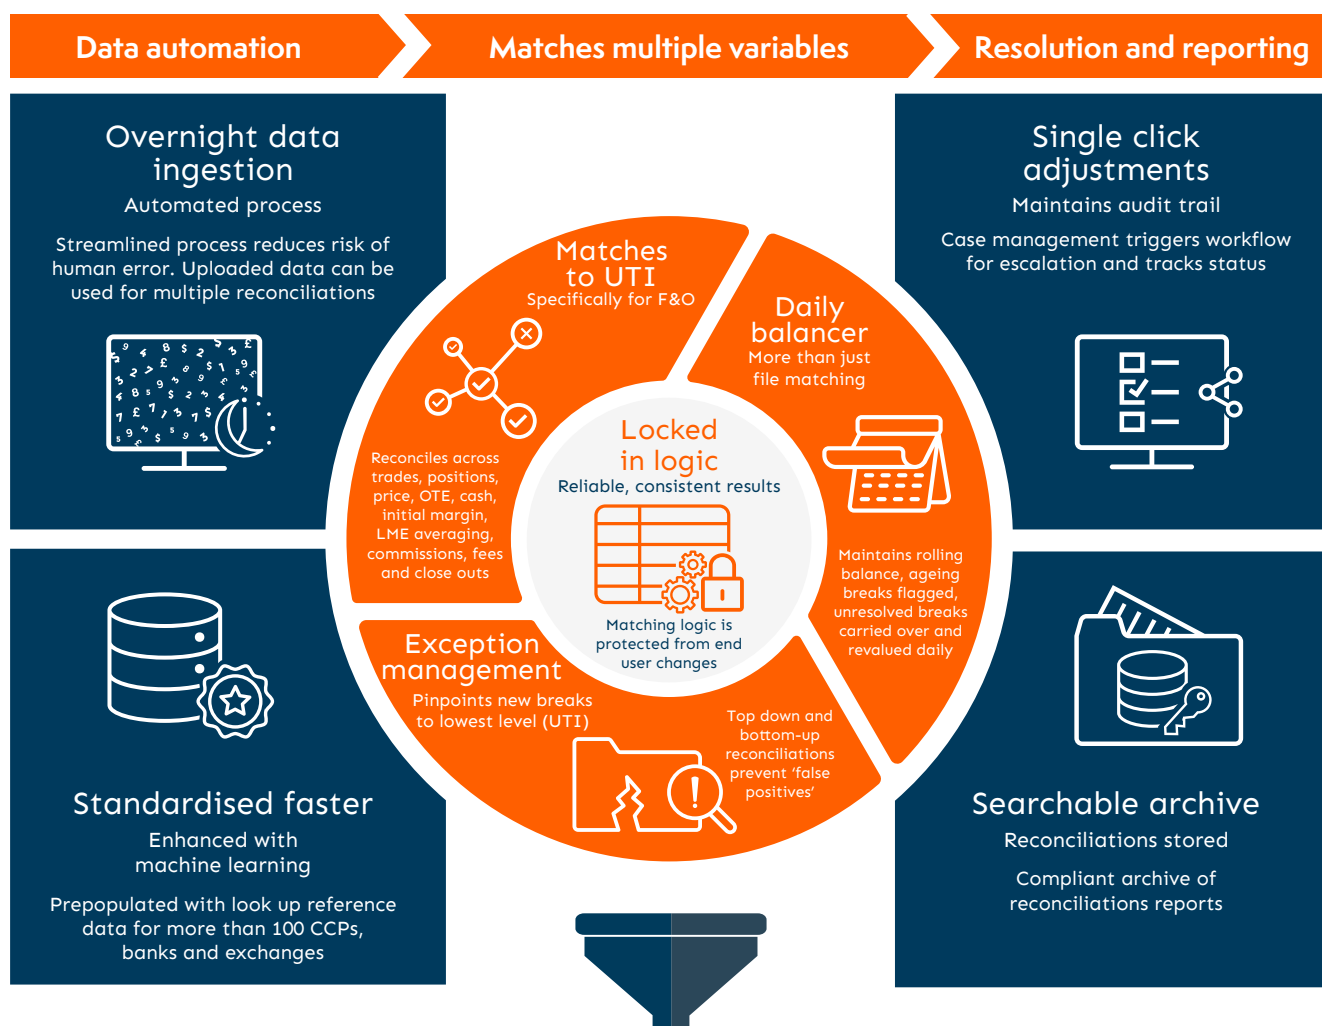 Data automation
Matches multiple variables
Resolution and reporting
Overnight data
ingestion
Automated process
Streamlined process reduces risk of
human error. Uploaded data can be
used for multiple reconciliations
Standardised faster
Enhanced with
machine learning
Prepopulated with look up reference
data for more than 100 CCPs,
banks and exchanges
Matches
to UTI
Specifically for F&O
Reconciles across
trades, positions,
price, OTE, cash,
initial margin,
LME averaging,
commissions, fees
and close outs
Daily
balancer
More than just
file matching
Maintains rolling
balance, ageing
breaks flagged,
unresolved breaks
carried over and
revalued daily
Locked
in logic
Reliable, consistent results
Matching logic is
protected from end
user changes
Exception
management
Pinpoints new breaks
to lowest level (UTI)
Top down and
bottom-up
reconciliations
prevent ‘false
positives’
Single click
adjustments
Maintains audit trail
Case management triggers workflow
for escalation and tracks status
Searchable archive
Reconciliations stored
Compliant archive of
reconciliations reports